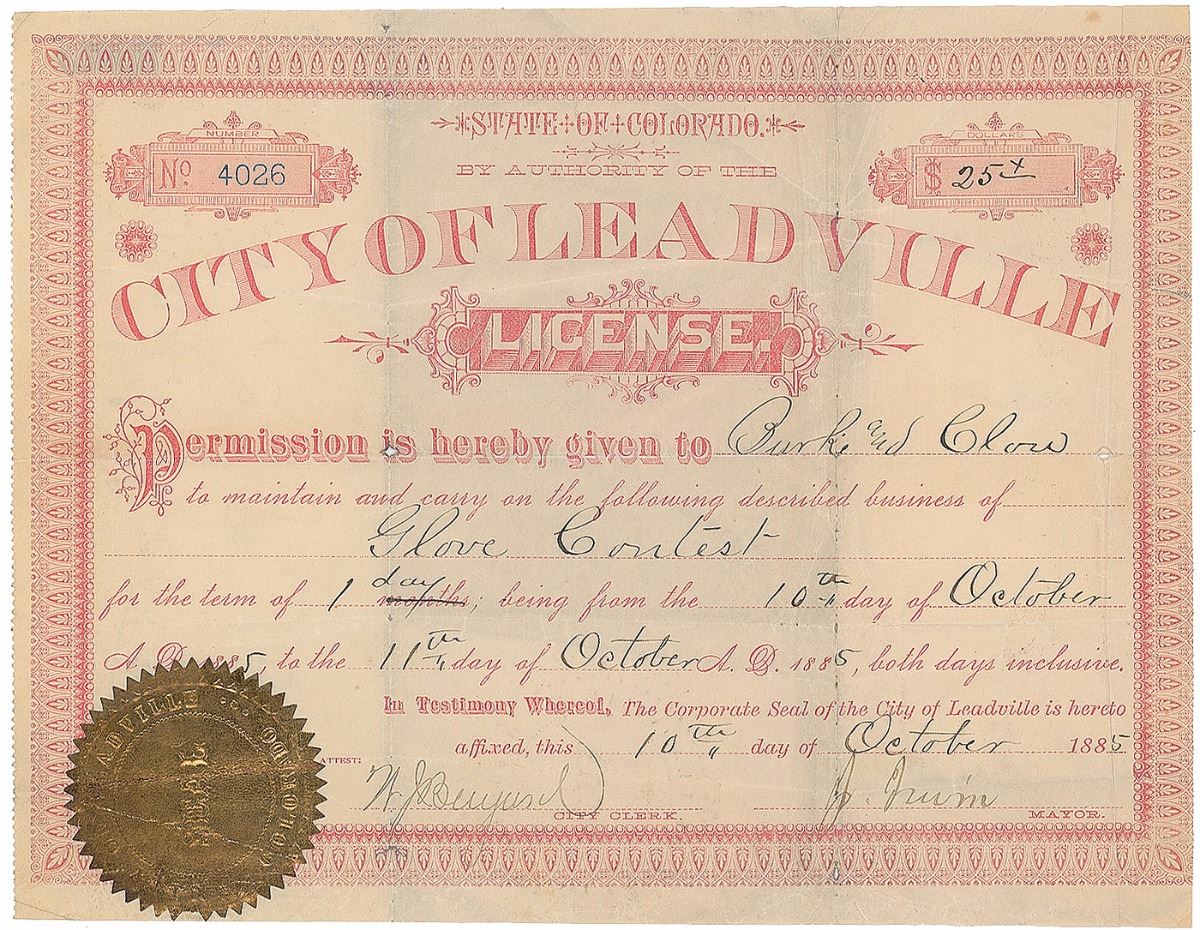 STATE OF COLORADO.
NUMBER
No. 4026
BY AUTHORITY OF THE
DOLLARS
$ 25 x
CITY OF LEADVILLE
LICENSE.
Permission is hereby given to Burke and Clow
to maintain and carry on the following described business of
Glove Contest
for the term of 1 day months; being from the 10th day of October
A. D. 1885, to the 11th day of October A. D. 1885, both days inclusive.
In Testimony Whereof, The Corporate Seal of the City of Leadville is hereto
affixed, this 10th day of October 1885
ATTEST:
CITY CLERK.
J. Irwin
MAYOR.
ADVILLE
SEAL
COLORADO